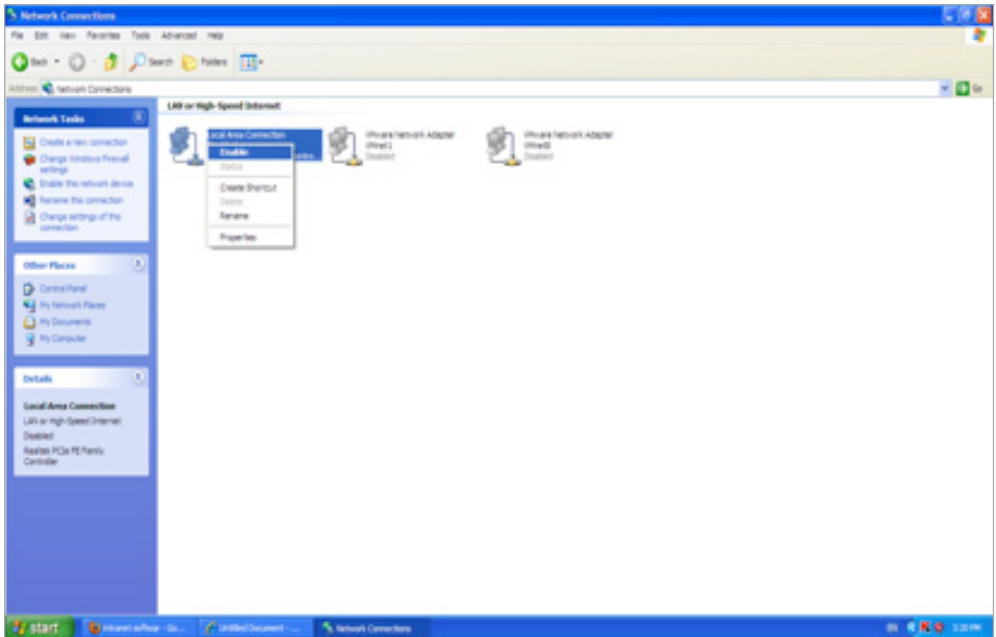 Network Connections
File Edit View Favorites Tools Advanced Help
Back Search Folders
Address Network Connections Go
Network Tasks
Create a new connection
Change Windows Firewall
settings
Enable this network device
Rename this connection
Change settings of this
connection
Other Places
Control Panel
My Network Places
My Documents
My Computer
Details
Local Area Connection
LAN or High-Speed Internet
Disabled
Realtek PCIe FE Family
Controller
LAN or High-Speed Internet
Local Area Connection
Enable
Status
Create Shortcut
Delete
Rename
Properties
VMware Network Adapter
VMnet1
Disabled
VMware Network Adapter
VMnet8
Disabled
start
Untitled Document - ...
Network Connections
EN 3:20 PM